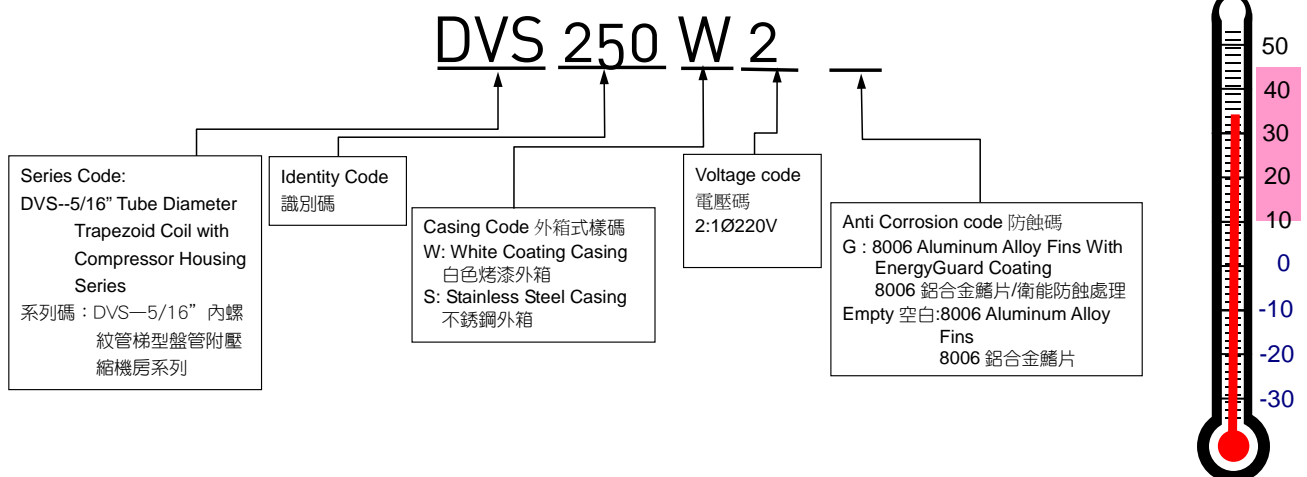 DVS 250 W 2
Series Code:
DVS--5/16” Tube Diameter
Trapezoid Coil with
Compressor Housing
Series
系列碼：DVS—5/16” 內螺
紋管梯型盤管附壓
縮機房系列
Identity Code
識別碼
Casing Code 外箱式樣碼
W: White Coating Casing
白色烤漆外箱
S: Stainless Steel Casing
不銹鋼外箱
Voltage code
電壓碼
2:1Ø220V
Anti Corrosion code 防蝕碼
G : 8006 Aluminum Alloy Fins With
EnergyGuard Coating
8006 鋁合金鰭片/衛能防蝕處理
Empty 空白:8006 Aluminum Alloy
Fins
8006 鋁合金鰭片
50
40
30
20
10
0
-10
-20
-30